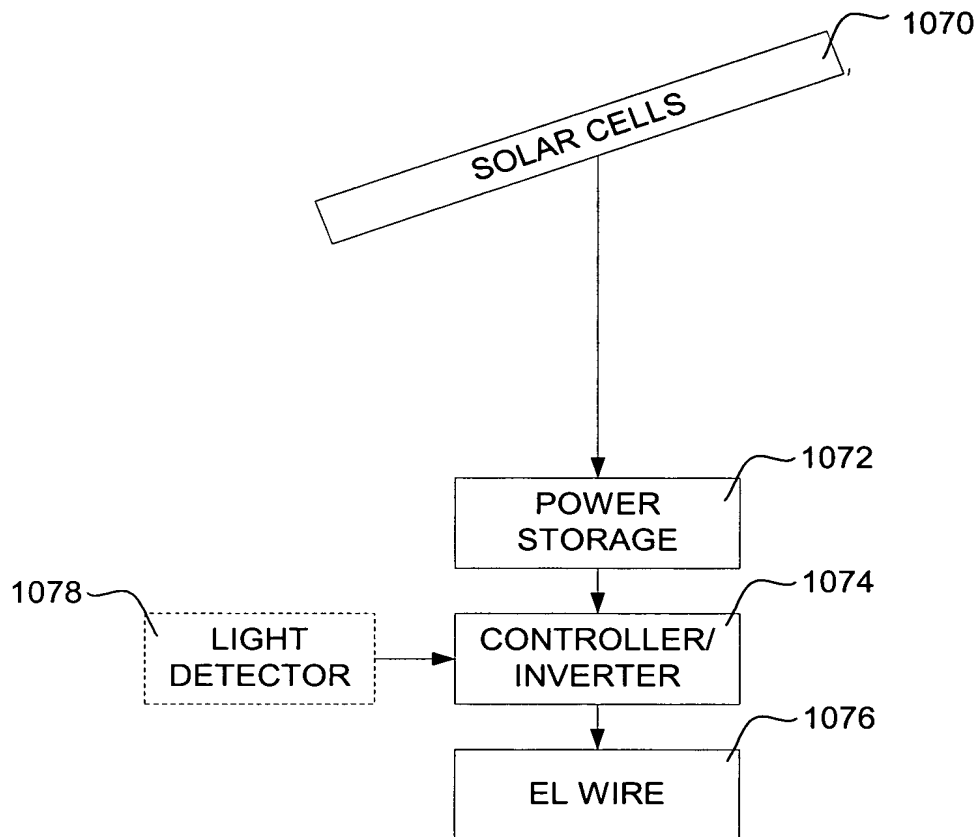 1070
SOLAR CELLS
1072
POWER
STORAGE
1078
1074
LIGHT
DETECTOR
CONTROLLER/
INVERTER
1076
EL WIRE